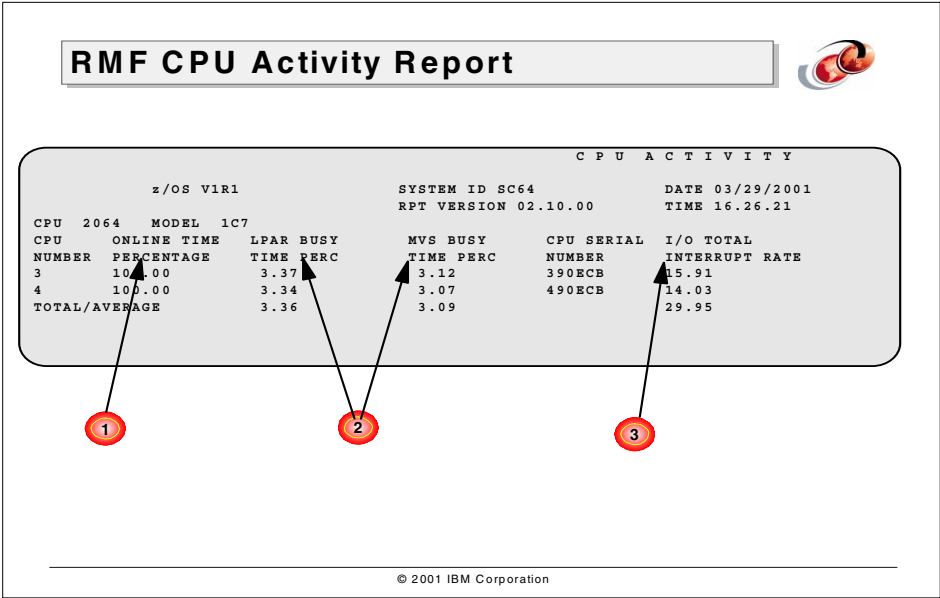 RMF CPU Activity Report
C P U A C T I V I T Y
z/OS V1R1 SYSTEM ID SC64 DATE 03/29/2001
RPT VERSION 02.10.00 TIME 16.26.21
CPU 2064 MODEL 1C7
CPU ONLINE TIME LPAR BUSY MVS BUSY CPU SERIAL I/O TOTAL
NUMBER PERCENTAGE TIME PERC TIME PERC NUMBER INTERRUPT RATE
3 100.00 3.37 3.12 390ECB 15.91
4 100.00 3.34 3.07 490ECB 14.03
TOTAL/AVERAGE 3.36 3.09 29.95
1 2 3
© 2001 IBM Corporation